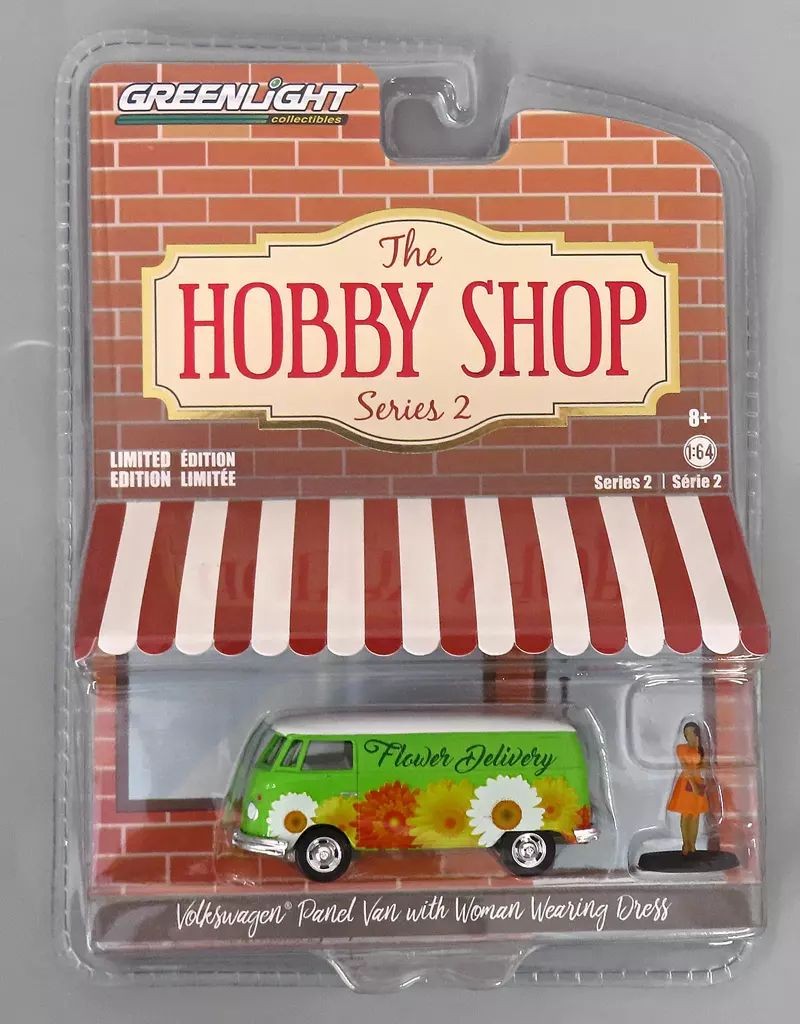 GREENLIGHT
collectibles
The
HOBBY SHOP
Series 2
8+
1:64
LIMITED ÉDITION
EDITION LIMITÉE
Series 2 | Série 2
Flower Delivery
Volkswagen® Panel Van with Woman Wearing Dress